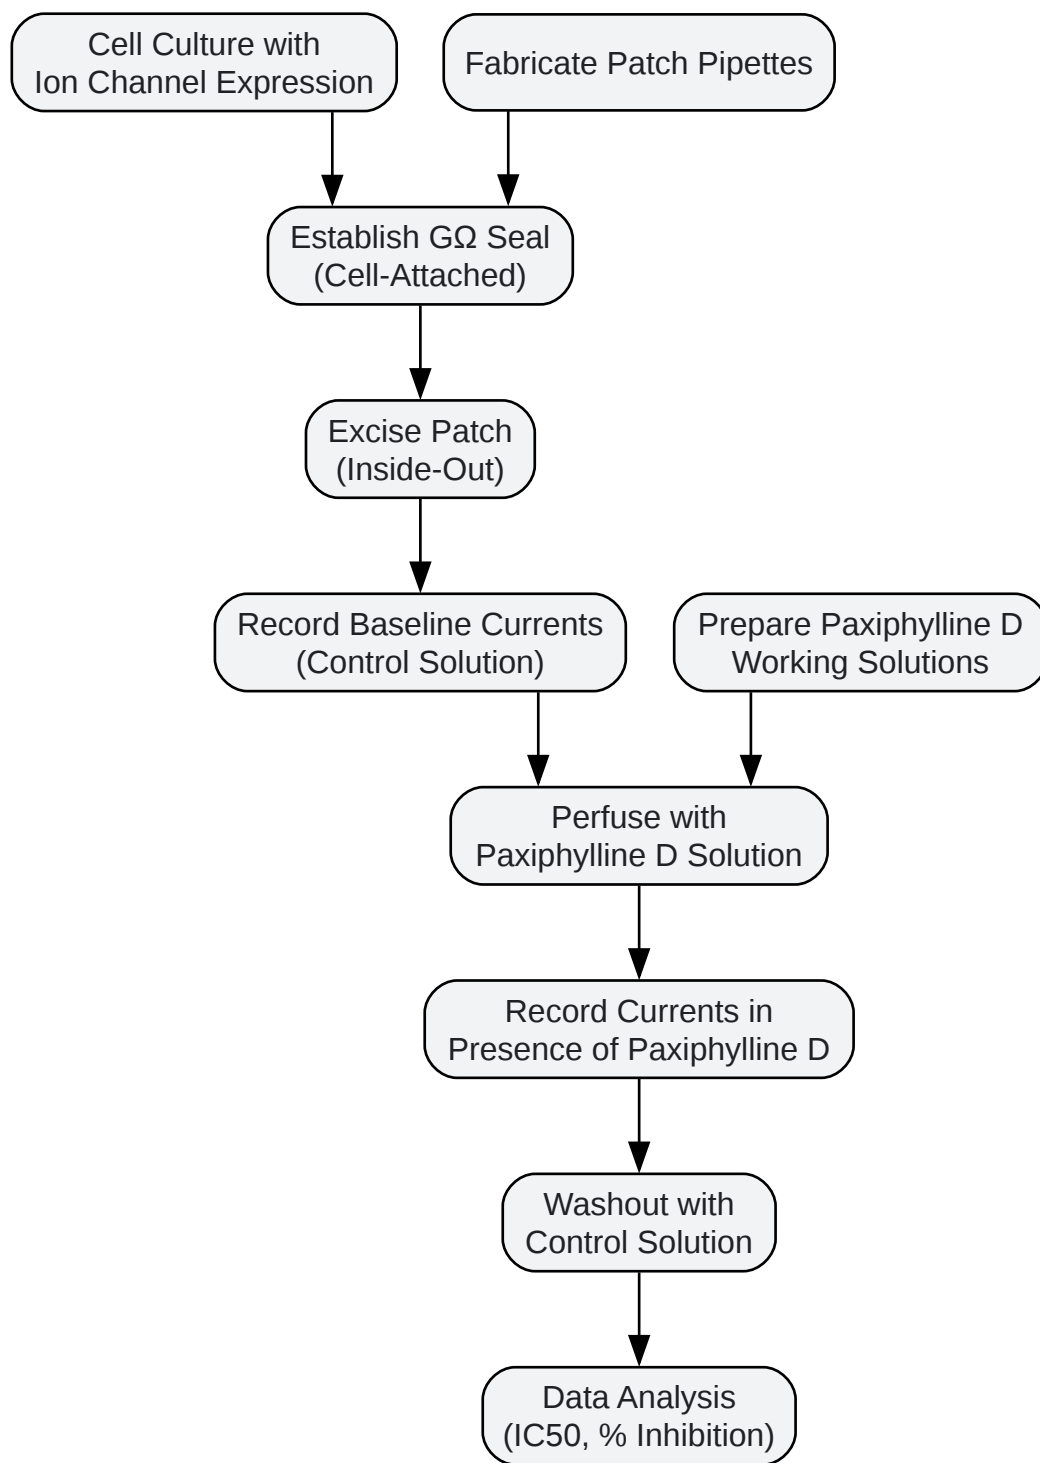 Cell Culture with
Ion Channel Expression
Fabricate Patch Pipettes
Establish GΩ Seal
(Cell-Attached)
Excise Patch
(Inside-Out)
Record Baseline Currents
(Control Solution)
Prepare Paxiphylline D
Working Solutions
Perfuse with
Paxiphylline D Solution
Record Currents in
Presence of Paxiphylline D
Washout with
Control Solution
Data Analysis
(IC50, % Inhibition)